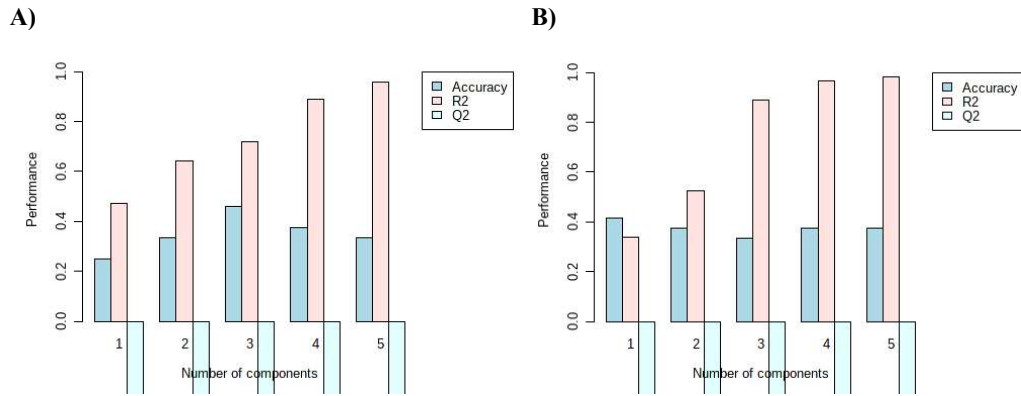 A)
Performance
0.0 0.2 0.4 0.6 0.8 1.0
Accuracy
R2
Q2
1 2 3 4 5
Number of components
B)
Performance
0.0 0.2 0.4 0.6 0.8 1.0
Accuracy
R2
Q2
1 2 3 4 5
Number of components